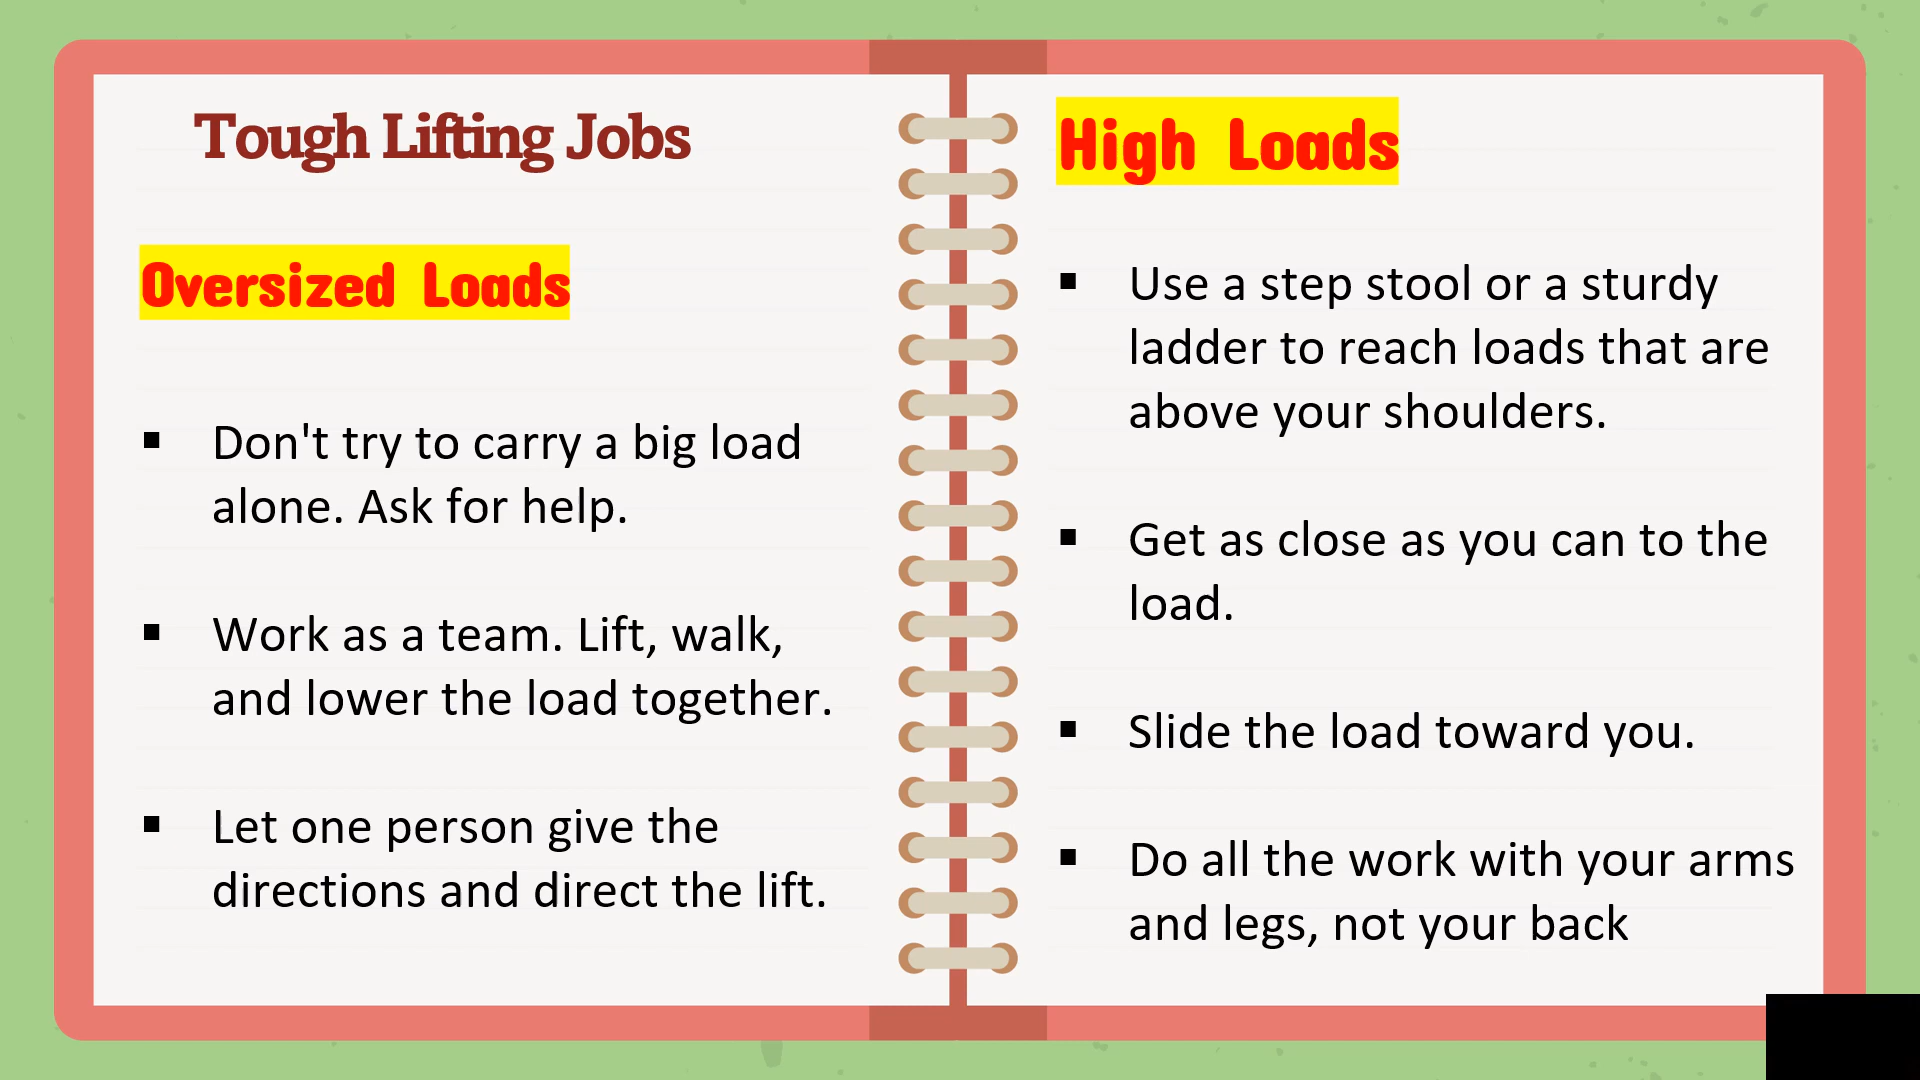 Tough Lifting Jobs
Oversized Loads
▪ Don't try to carry a big load
alone. Ask for help.
▪ Work as a team. Lift, walk,
and lower the load together.
▪ Let one person give the
directions and direct the lift.
High Loads
▪ Use a step stool or a sturdy
ladder to reach loads that are
above your shoulders.
▪ Get as close as you can to the
load.
▪ Slide the load toward you.
▪ Do all the work with your arms
and legs, not your back